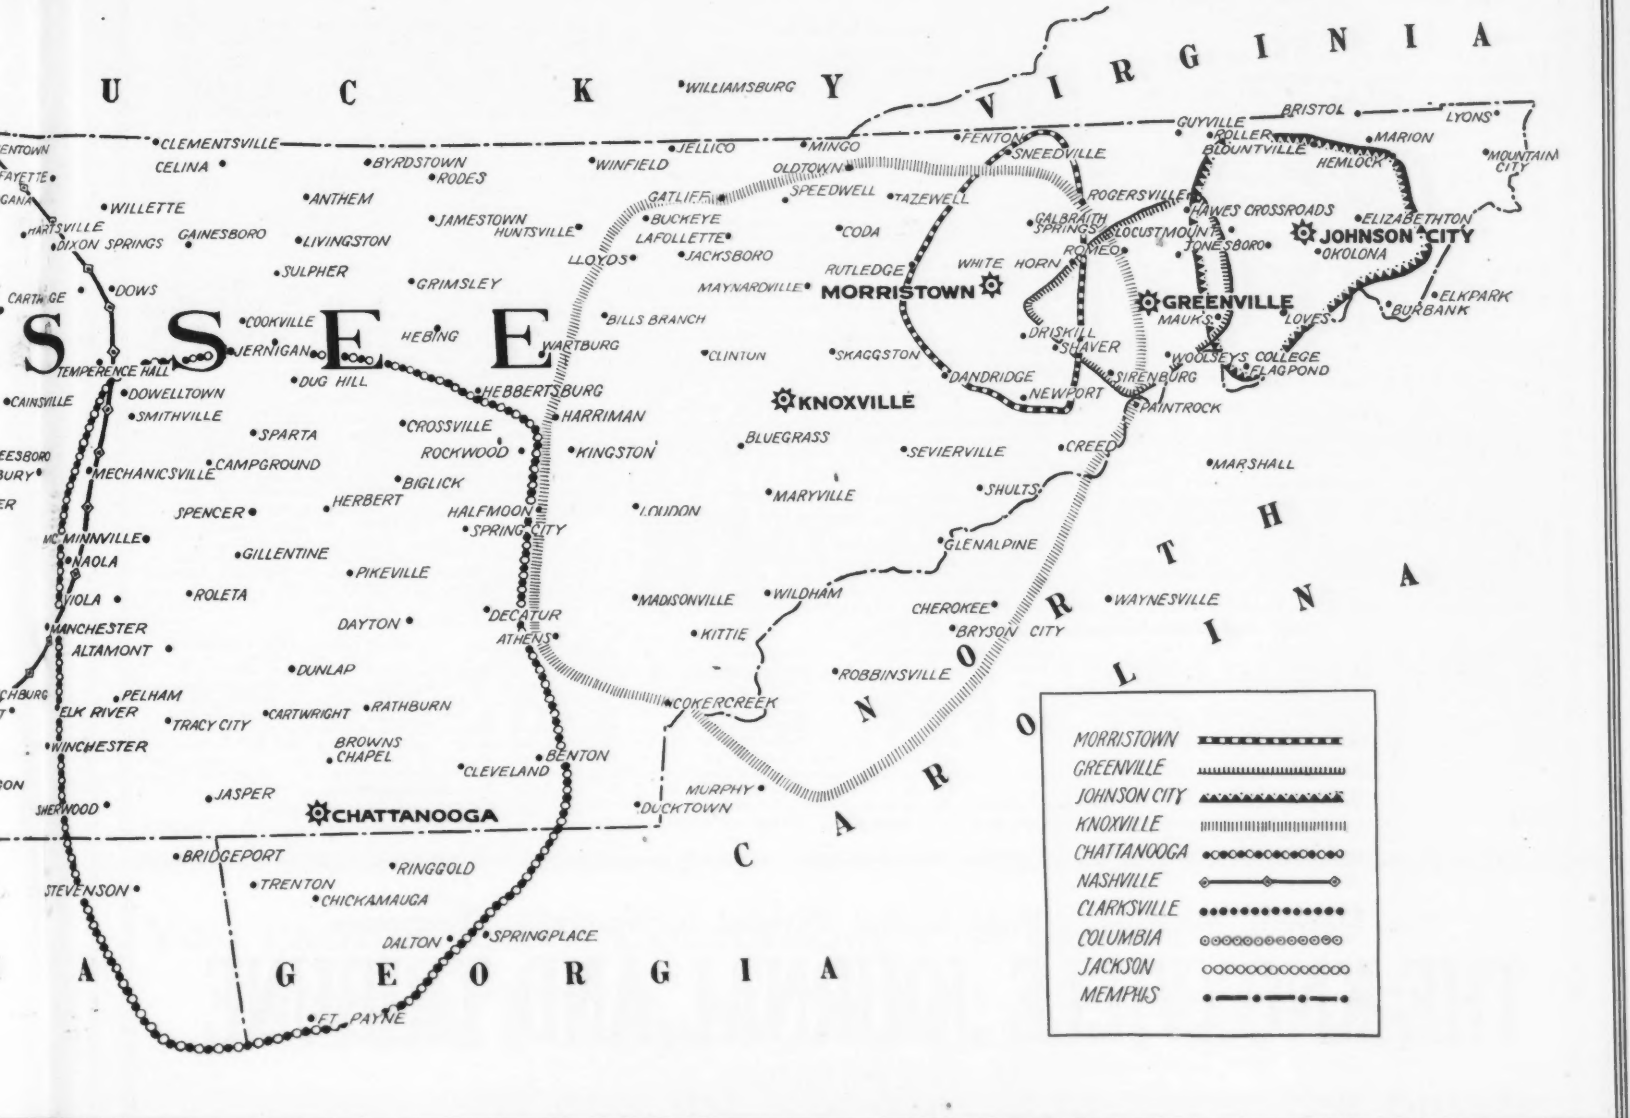 U C K Y
V I R G I N I A
WILLIAMSBURG
BRISTOL
LYONS
GUYVILLE
CLEMENTSVILLE
JELLICO
MINGO
FENTON
ROLLER
MARION
CELINA
BYRDSTOWN
WINFIELD
OLDTOWN
SNEEDVILLE
BLOUNTVILLE
HEMLOCK
MOUNTAIN
CITY
RODES
WILLETTE
ANTHEM
GATLIFF
SPEEDWELL
TAZEWELL
ROGERSVILLE
HAWES CROSSROADS
HARTSVILLE
DIXON SPRINGS
GAINESBORO
LIVINGSTON
JAMESTOWN
HUNTSVILLE
BUCKEYE
LAFOLLETTE
CODA
GALBRAITH
SPRINGS
LOCUSTMOUNT
ELIZABETHTON
JOHNSON CITY
JONESBORO
OKOLONA
SULPHER
LLOYDS
JACKSBORO
RUTLEDGE
WHITE HORN
ROMEO
CARTHAGE
DOWS
GRIMSLEY
MAYNARDVILLE
MORRISTOWN
GREENVILLE
ELKPARK
BURBANK
S S E E
COOKVILLE
HEBING
BILLS BRANCH
DRISKILL
MAUKS
LOVES
JERNIGAN
WARTBURG
CLINTON
SKAGGSTON
SHAVER
WOOLSEYS COLLEGE
TEMPERENCE HALL
DUG HILL
DANDRIDGE
SIRENBURG
FLAGPOND
CAINSVILLE
DOWELLTOWN
HEBBERTSBURG
KNOXVILLE
NEWPORT
PAINTROCK
SMITHVILLE
SPARTA
CROSSVILLE
HARRIMAN
BLUEGRASS
CREED
ROCKWOOD
KINGSTON
SEVIERVILLE
MARSHALL
MECHANICSVILLE
CAMPGROUND
BIGLICK
MARYVILLE
SHULTS
SPENCER
HERBERT
HALFMOON
LOUDON
SPRING CITY
MC MINNVILLE
NAOLA
GILLENTINE
PIKEVILLE
GLENALPINE
VIOLA
ROLETA
MADISONVILLE
WILDHAM
CHEROKEE
WAYNESVILLE
MANCHESTER
DAYTON
DECATUR
ATHENS
KITTIE
BRYSON CITY
ALTAMONT
DUNLAP
ROBBINSVILLE
N O R T H
PELHAM
COKERCREEK
ELK RIVER
TRACY CITY
CARTWRIGHT
RATHBURN
WINCHESTER
BROWNS
CHAPEL
BENTON
CLEVELAND
C A R O L I N A
SHERWOOD
JASPER
CHATTANOOGA
MURPHY
DUCKTOWN
BRIDGEPORT
RINGGOLD
STEVENSON
TRENTON
CHICKAMAUGA
DALTON
SPRINGPLACE
A G E O R G I A
FT. PAYNE
MORRISTOWN
GREENVILLE
JOHNSON CITY
KNOXVILLE
CHATTANOOGA
NASHVILLE
CLARKSVILLE
COLUMBIA
JACKSON
MEMPHIS